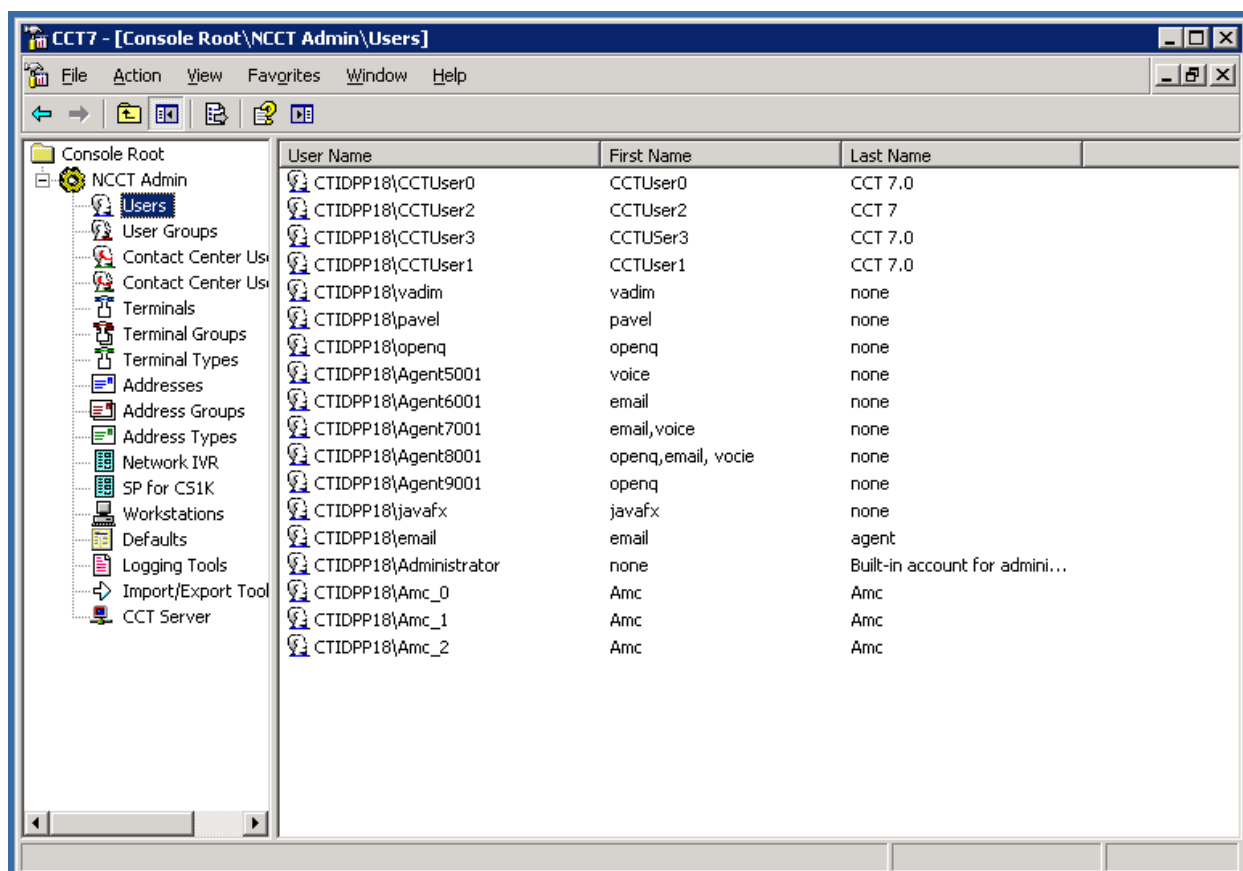 CCT7 - [Console Root\NCCT Admin\Users]
File Action View Favorites Window Help
Console Root
NCCT Admin
Users
User Groups
Contact Center Us
Contact Center Us
Terminals
Terminal Groups
Terminal Types
Addresses
Address Groups
Address Types
Network IVR
SP for CS1K
Workstations
Defaults
Logging Tools
Import/Export Tool
CCT Server
User Name First Name Last Name
CTIDPP18\CCTUser0 CCTUser0 CCT 7.0
CTIDPP18\CCTUser2 CCTUser2 CCT 7
CTIDPP18\CCTUser3 CCTUSer3 CCT 7.0
CTIDPP18\CCTUser1 CCTUser1 CCT 7.0
CTIDPP18\vadim vadim none
CTIDPP18\pavel pavel none
CTIDPP18\openq openq none
CTIDPP18\Agent5001 voice none
CTIDPP18\Agent6001 email none
CTIDPP18\Agent7001 email,voice none
CTIDPP18\Agent8001 openq,email, vocie none
CTIDPP18\Agent9001 openq none
CTIDPP18\javafx javafx none
CTIDPP18\email email agent
CTIDPP18\Administrator none Built-in account for admini...
CTIDPP18\Amc_0 Amc Amc
CTIDPP18\Amc_1 Amc Amc
CTIDPP18\Amc_2 Amc Amc